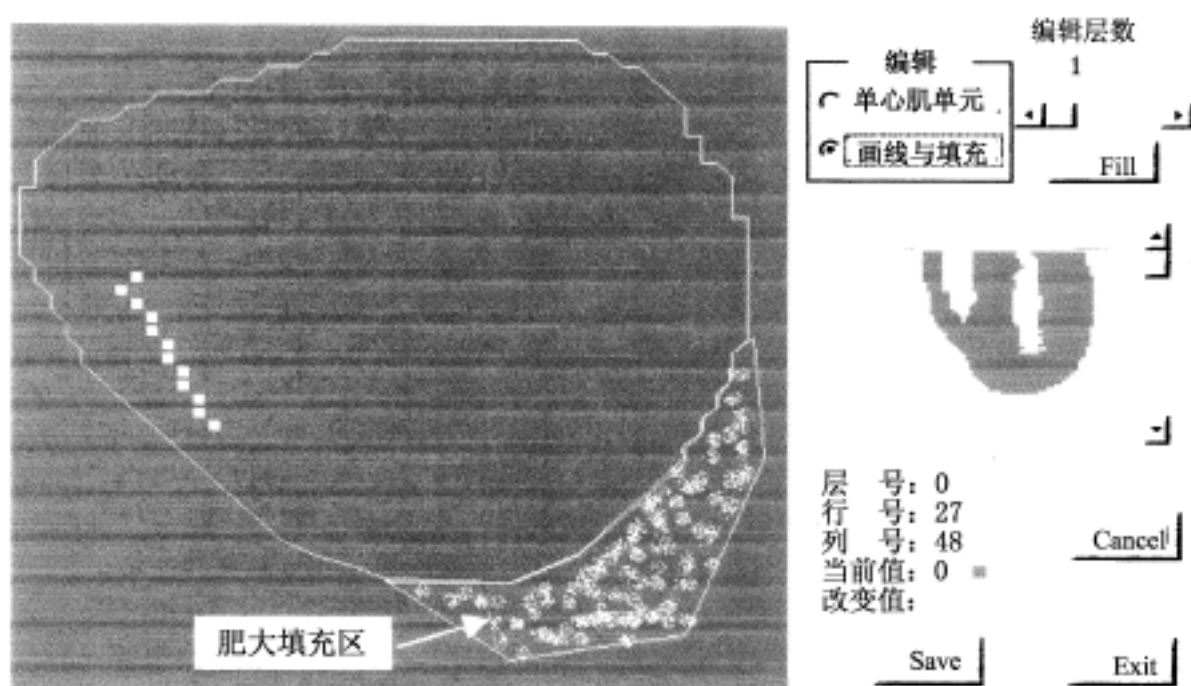 编辑层数
1
编辑
单心肌单元
画线与填充
Fill
层 号: 0
行 号: 27
列 号: 48
当前值: 0
改变值:
Cancel
肥大填充区
Save
Exit